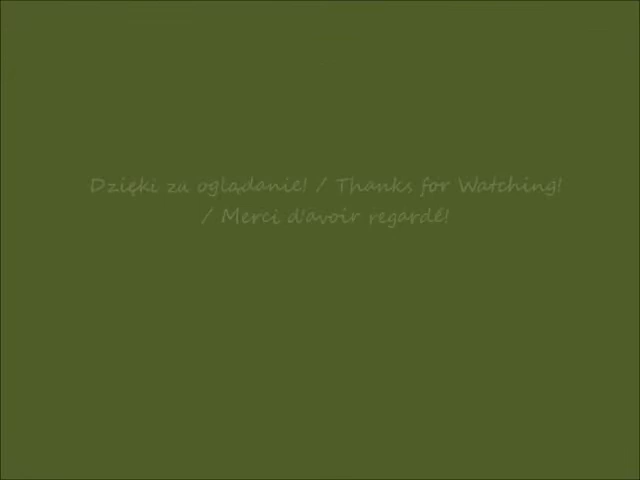 Dzięki zu oglądanie! / Thanks for Watching!
/ Merci d'avoir regardé!